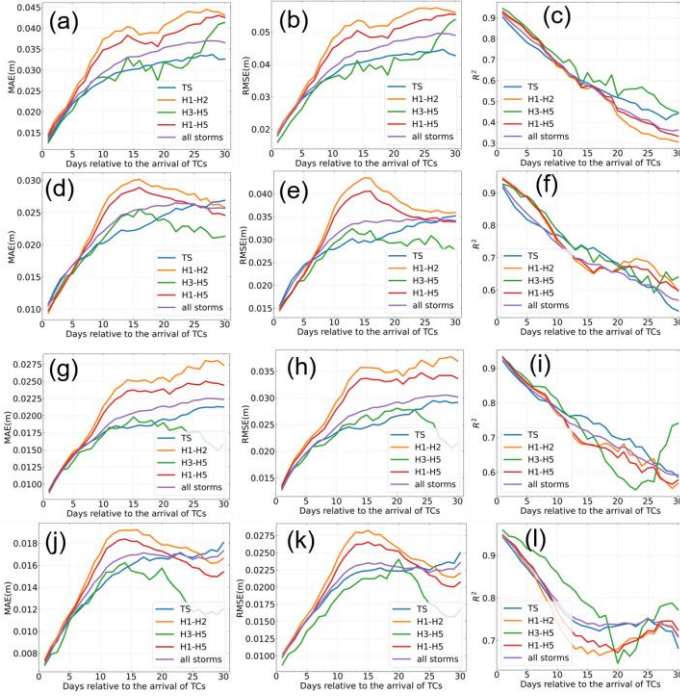 (a)
MAE(m)
0.045
0.040
0.035
0.030
0.025
0.020
0.015
TS
H1-H2
H3-H5
H1-H5
all storms
0 5 10 15 20 25 30
Days relative to the arrival of TCs
(b)
RMSE(m)
0.05
0.04
0.03
0.02
TS
H1-H2
H3-H5
H1-H5
all storms
0 5 10 15 20 25 30
Days relative to the arrival of TCs
(c)
R²
0.9
0.8
0.7
0.6
0.5
0.4
0.3
TS
H1-H2
H3-H5
H1-H5
all storms
0 5 10 15 20 25 30
Days relative to the arrival of TCs
(d)
MAE(m)
0.030
0.025
0.020
0.015
0.010
TS
H1-H2
H3-H5
H1-H5
all storms
0 5 10 15 20 25 30
Days relative to the arrival of TCs
(e)
RMSE(m)
0.040
0.035
0.030
0.025
0.020
0.015
TS
H1-H2
H3-H5
H1-H5
all storms
0 5 10 15 20 25 30
Days relative to the arrival of TCs
(f)
R²
0.9
0.8
0.7
0.6
TS
H1-H2
H3-H5
H1-H5
all storms
0 5 10 15 20 25 30
Days relative to the arrival of TCs
(g)
MAE(m)
0.0275
0.0250
0.0225
0.0200
0.0175
0.0150
0.0125
0.0100
TS
H1-H2
H3-H5
H1-H5
all storms
0 5 10 15 20 25 30
Days relative to the arrival of TCs
(h)
RMSE(m)
0.035
0.030
0.025
0.020
0.015
TS
H1-H2
H3-H5
H1-H5
all storms
0 5 10 15 20 25 30
Days relative to the arrival of TCs
(i)
R²
0.9
0.8
0.7
0.6
TS
H1-H2
H3-H5
H1-H5
all storms
0 5 10 15 20 25 30
Days relative to the arrival of TCs
(j)
MAE(m)
0.018
0.016
0.014
0.012
0.010
0.008
TS
H1-H2
H3-H5
H1-H5
all storms
0 5 10 15 20 25 30
Days relative to the arrival of TCs
(k)
RMSE(m)
0.0275
0.0250
0.0225
0.0200
0.0175
0.0150
0.0125
0.0100
TS
H1-H2
H3-H5
H1-H5
all storms
0 5 10 15 20 25 30
Days relative to the arrival of TCs
(l)
R²
0.9
0.8
0.7
TS
H1-H2
H3-H5
H1-H5
all storms
0 5 10 15 20 25 30
Days relative to the arrival of TCs